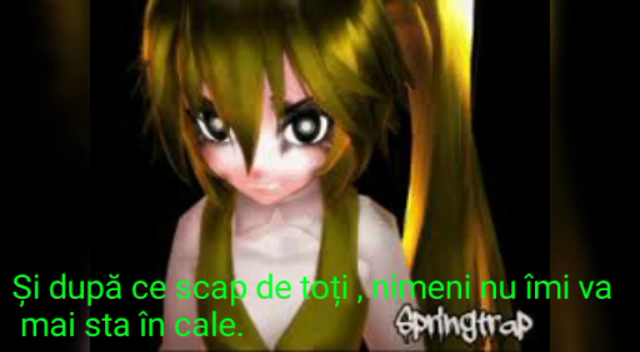 Și după ce scap de toți , nimeni nu îmi va
mai sta în cale.
Springtrap